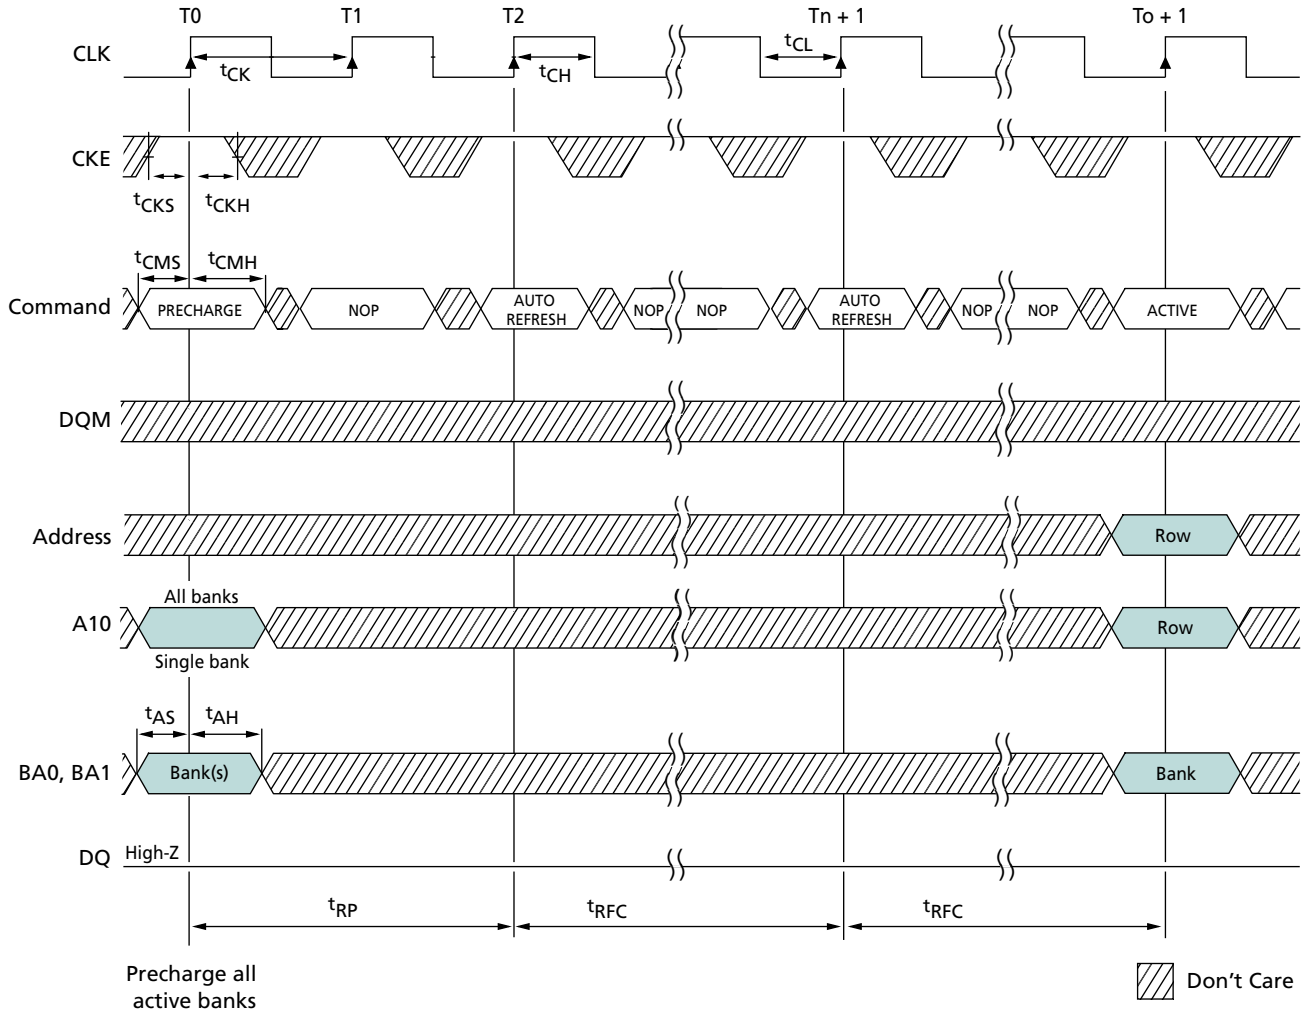 T0 T1 T2 Tn + 1 To + 1
CLK
tCK tCH tCL
CKE
tCKS tCKH
tCMS tCMH
Command PRECHARGE NOP AUTO REFRESH NOP NOP AUTO REFRESH NOP NOP ACTIVE
DQM
Address Row
All banks
A10 Row
Single bank
tAS tAH
BA0, BA1 Bank(s) Bank
DQ High-Z
tRP tRFC tRFC
Precharge all
active banks
Don't Care